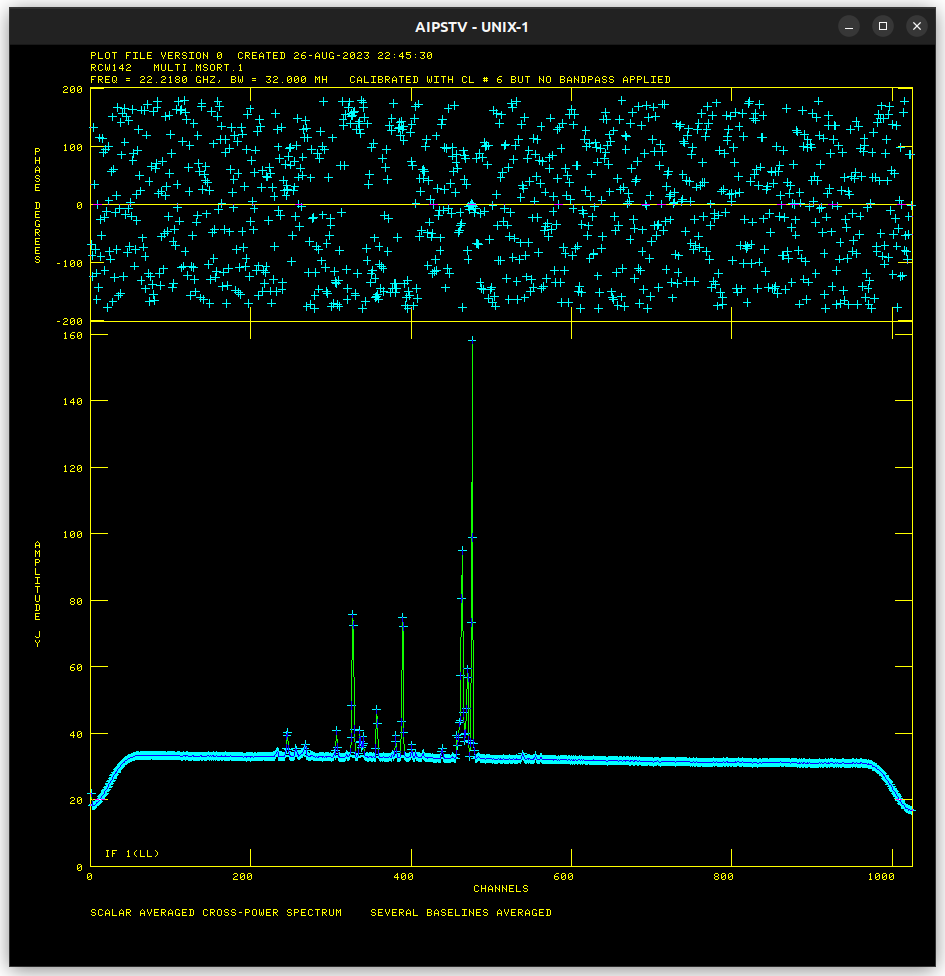 AIPSTV - UNIX-1
PLOT FILE VERSION 0 CREATED 26-AUG-2023 22:45:30
RCW142 MULTI.MSORT.1
FREQ = 22.2180 GHZ, BW = 32.000 MH CALIBRATED WITH CL # 6 BUT NO BANDPASS APPLIED
200
100
0
-100
-200
PHASE DEGREES
160
140
120
100
80
60
40
20
0
AMPLITUDE JY
IF 1(LL)
0 200 400 600 800 1000
CHANNELS
SCALAR AVERAGED CROSS-POWER SPECTRUM SEVERAL BASELINES AVERAGED